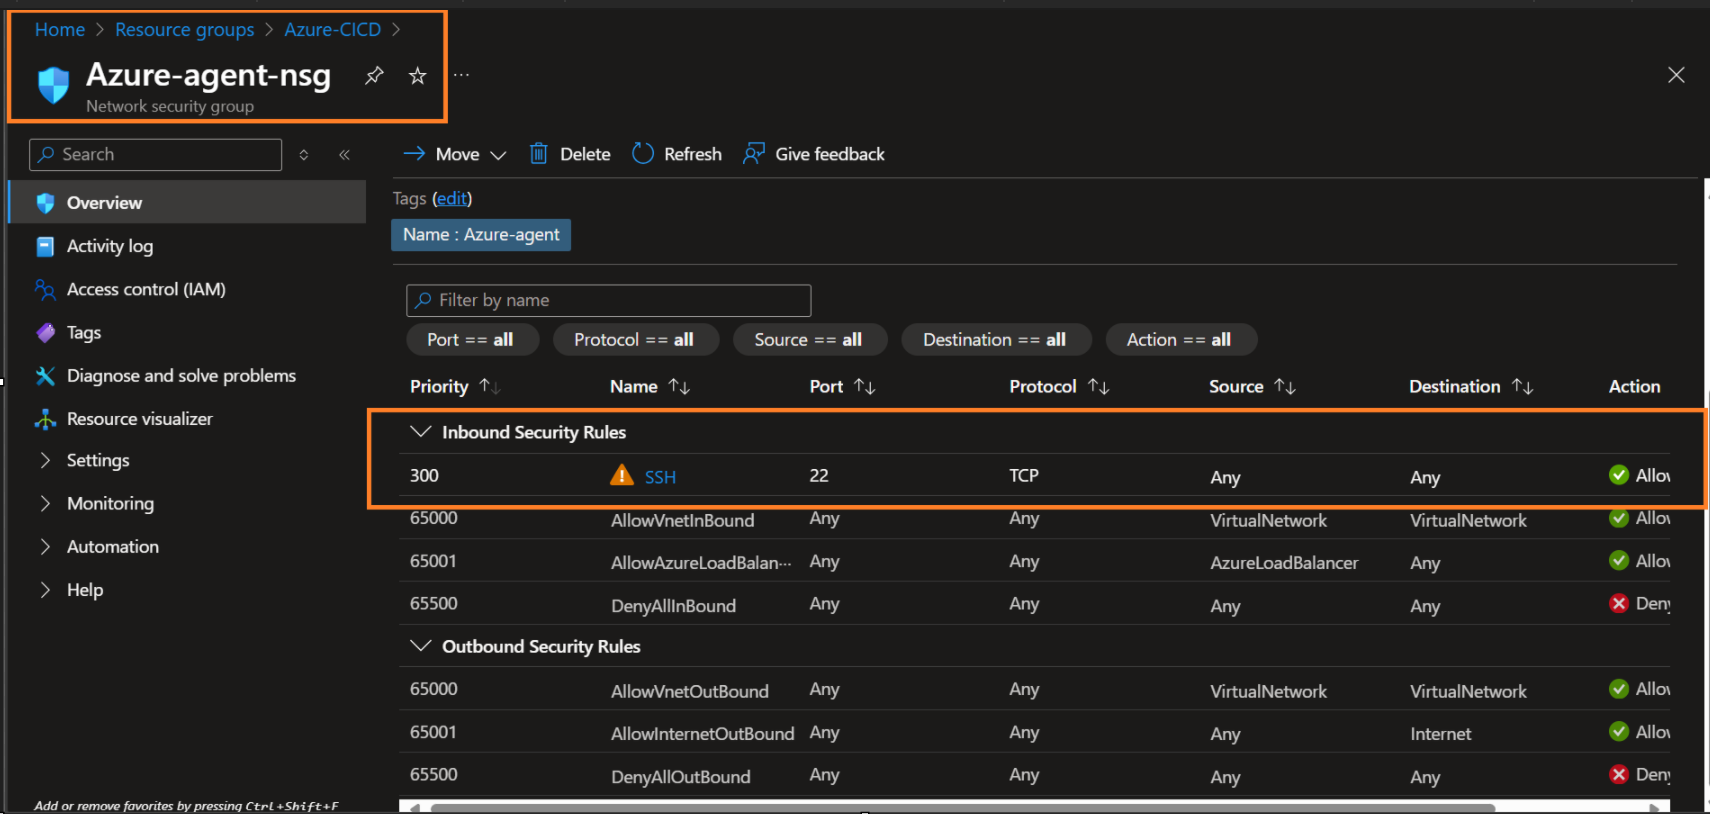 Home > Resource groups > Azure-CICD >
Azure-agent-nsg
Network security group
Search
Overview
Activity log
Access control (IAM)
Tags
Diagnose and solve problems
Resource visualizer
Settings
Monitoring
Automation
Help
Add or remove favorites by pressing Ctrl+Shift+F
Move Delete Refresh Give feedback
Tags (edit)
Name : Azure-agent
Filter by name
Port == all Protocol == all Source == all Destination == all Action == all
Priority Name Port Protocol Source Destination Action
Inbound Security Rules
300 SSH 22 TCP Any Any Allow
65000 AllowVnetInBound Any Any VirtualNetwork VirtualNetwork Allow
65001 AllowAzureLoadBalan··· Any Any AzureLoadBalancer Any Allow
65500 DenyAllInBound Any Any Any Any Deny
Outbound Security Rules
65000 AllowVnetOutBound Any Any VirtualNetwork VirtualNetwork Allow
65001 AllowInternetOutBound Any Any Any Internet Allow
65500 DenyAllOutBound Any Any Any Any Deny